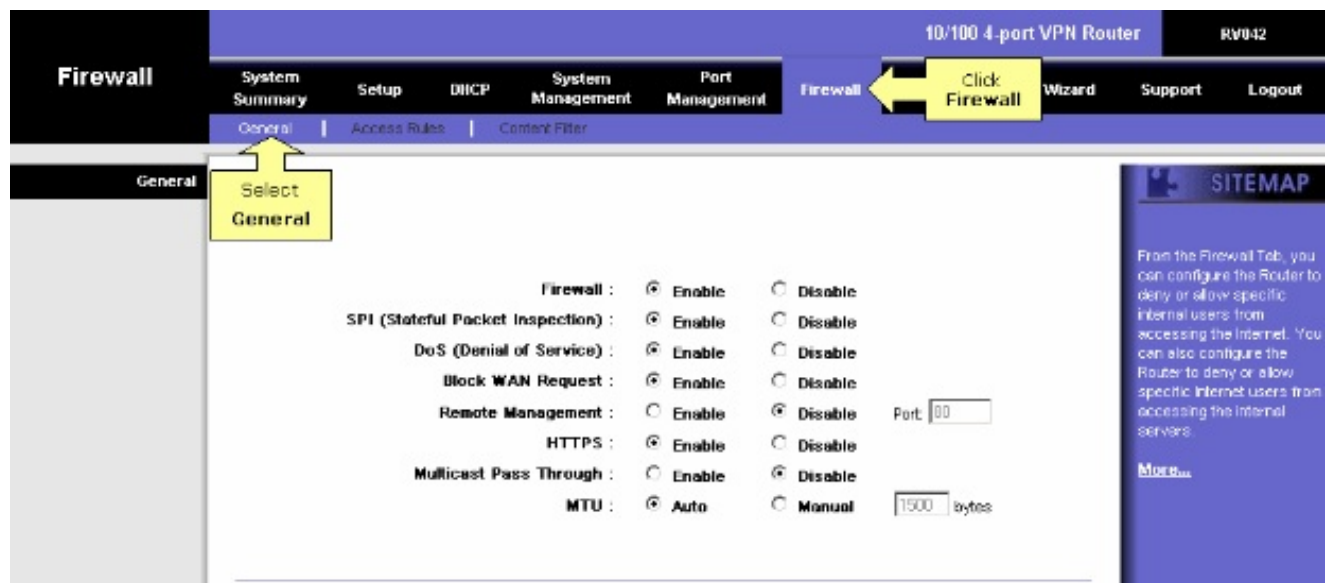 10/100 4-port VPN Router RV042
Firewall
System Summary
Setup
DHCP
System Management
Port Management
Firewall
Click Firewall
Wizard
Support
Logout
General | Access Rules | Content Filter
General
Select
General
SITEMAP
From the Firewall Tab, you
can configure the Router to
deny or allow specific
internal users from
accessing the Internet. You
can also configure the
Router to deny or allow
specific Internet users from
accessing the internal
servers.
More...
Firewall : Enable Disable
SPI (Stateful Packet Inspection) : Enable Disable
DoS (Denial of Service) : Enable Disable
Block WAN Request : Enable Disable
Remote Management : Enable Disable Port: 80
HTTPS : Enable Disable
Multicast Pass Through : Enable Disable
MTU : Auto Manual 1500 bytes